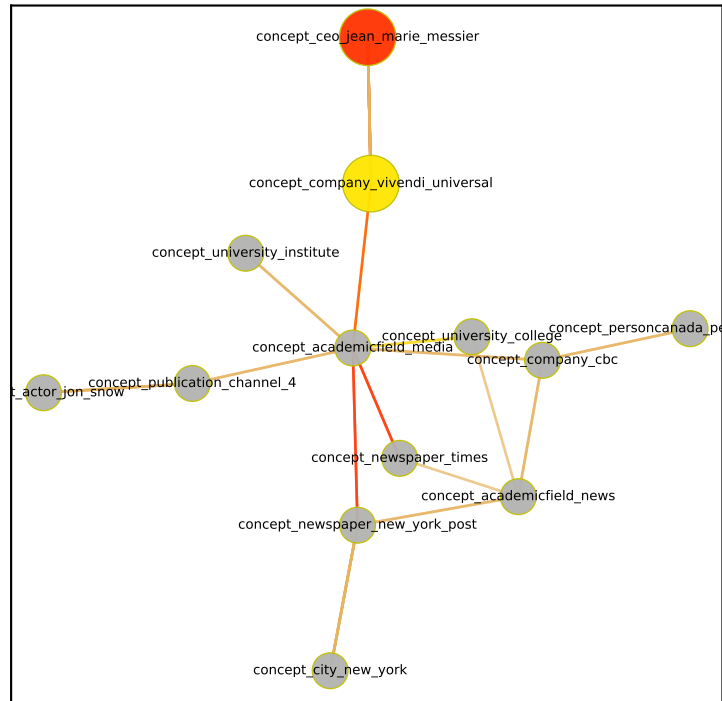 concept_ceo_jean_marie_messier
concept_company_vivendi_universal
concept_university_institute
concept_personcanada_pe
concept_university_college
concept_academicfield_media
concept_company_cbc
concept_publication_channel_4
t_actor_jon_snow
concept_newspaper_times
concept_academicfield_news
concept_newspaper_new_york_post
concept_city_new_york